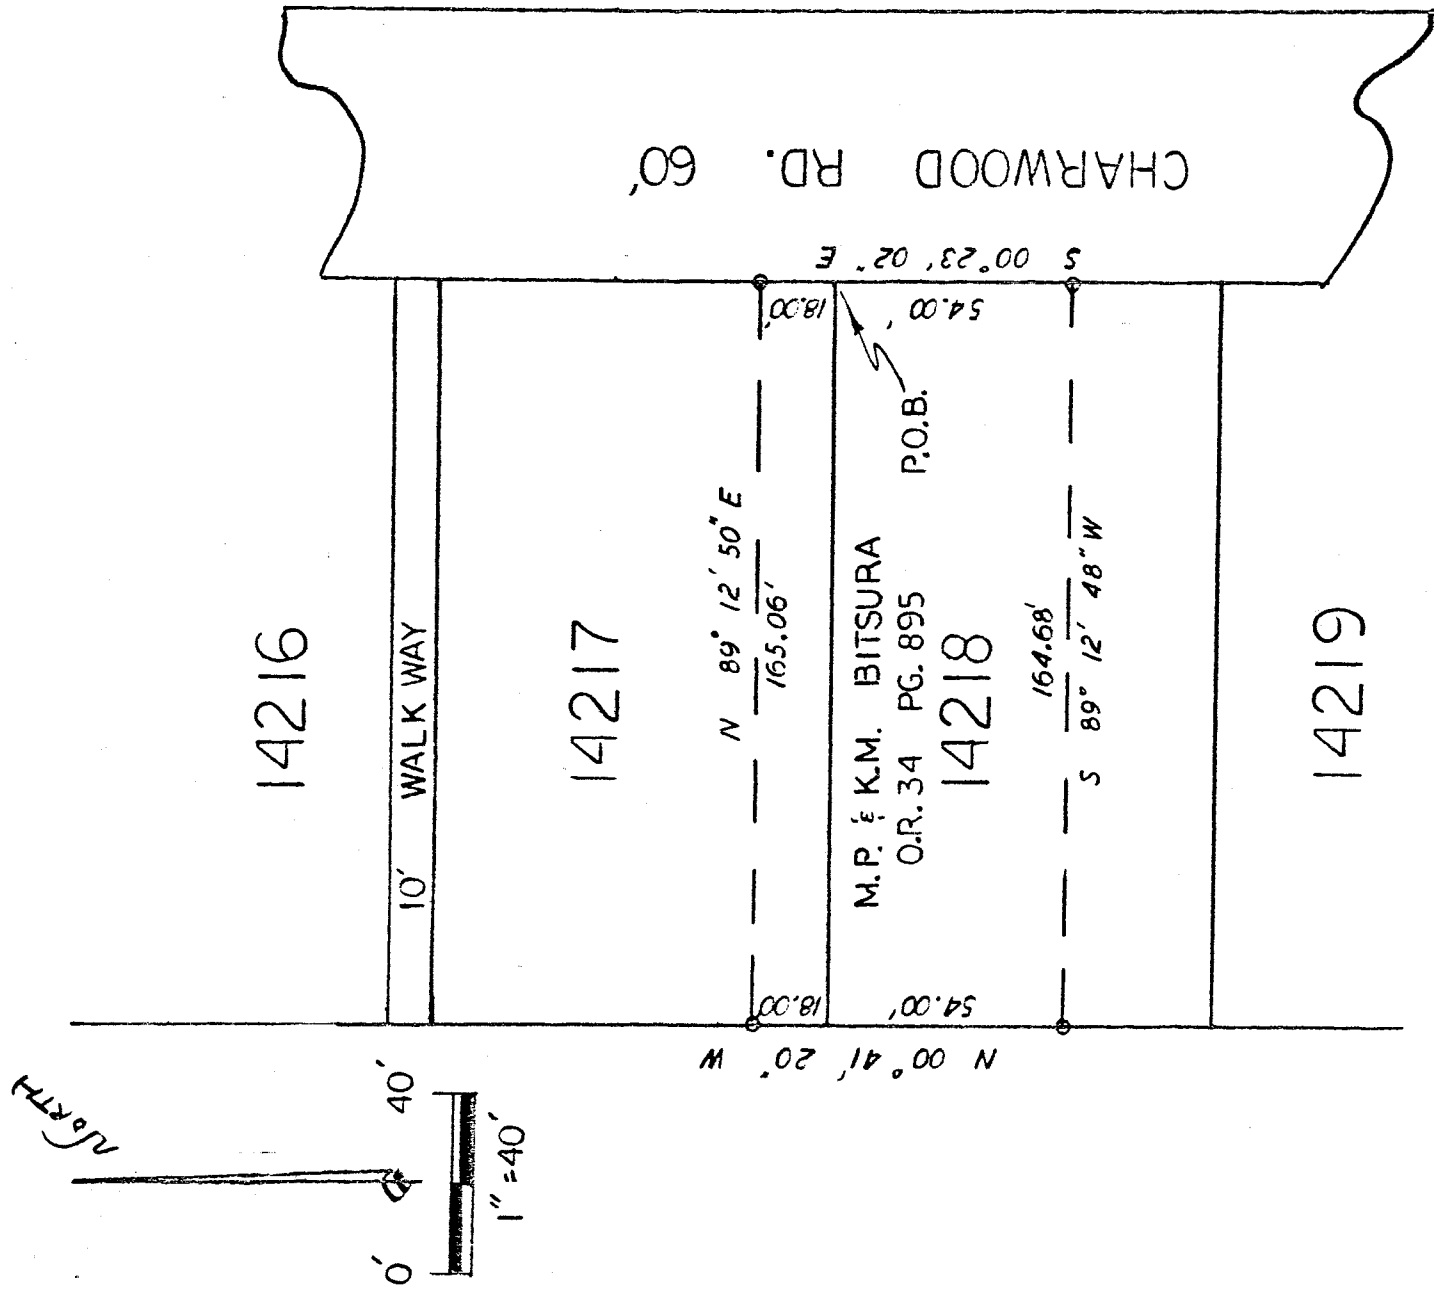 CHARWOOD RD. 60'
S 00° 23' 02" E
18.00'
54.00'
P.O.B.
14216
10' WALK WAY
14217
N 89° 12' 50" E
165.06'
M.P. & K.M. BITSURA
O.R. 34 PG. 895
14218
164.68'
S 89° 12' 48" W
14219
18.00'
54.00'
N 00° 41' 20" W
NORTH
0' 40'
1" = 40'